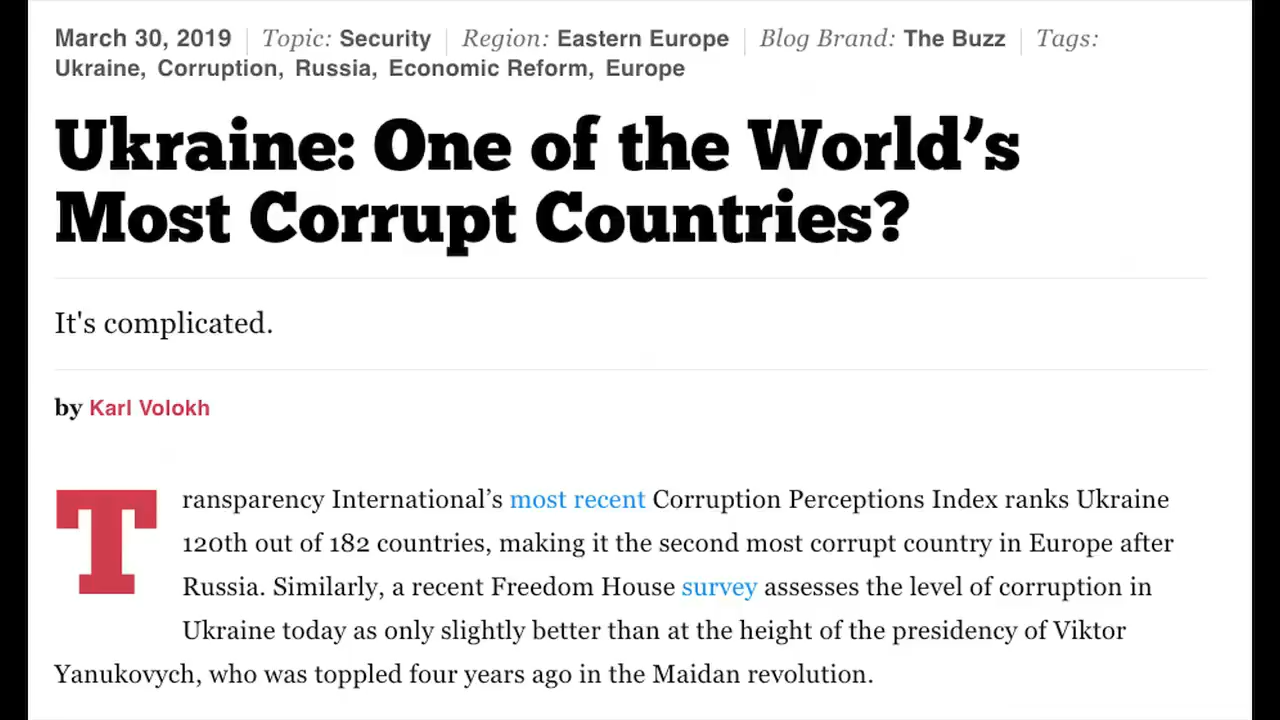 March 30, 2019 | Topic: Security | Region: Eastern Europe | Blog Brand: The Buzz | Tags:
Ukraine, Corruption, Russia, Economic Reform, Europe
Ukraine: One of the World’s
Most Corrupt Countries?
It's complicated.
by Karl Volokh
Transparency International’s most recent Corruption Perceptions Index ranks Ukraine
120th out of 182 countries, making it the second most corrupt country in Europe after
Russia. Similarly, a recent Freedom House survey assesses the level of corruption in
Ukraine today as only slightly better than at the height of the presidency of Viktor
Yanukovych, who was toppled four years ago in the Maidan revolution.